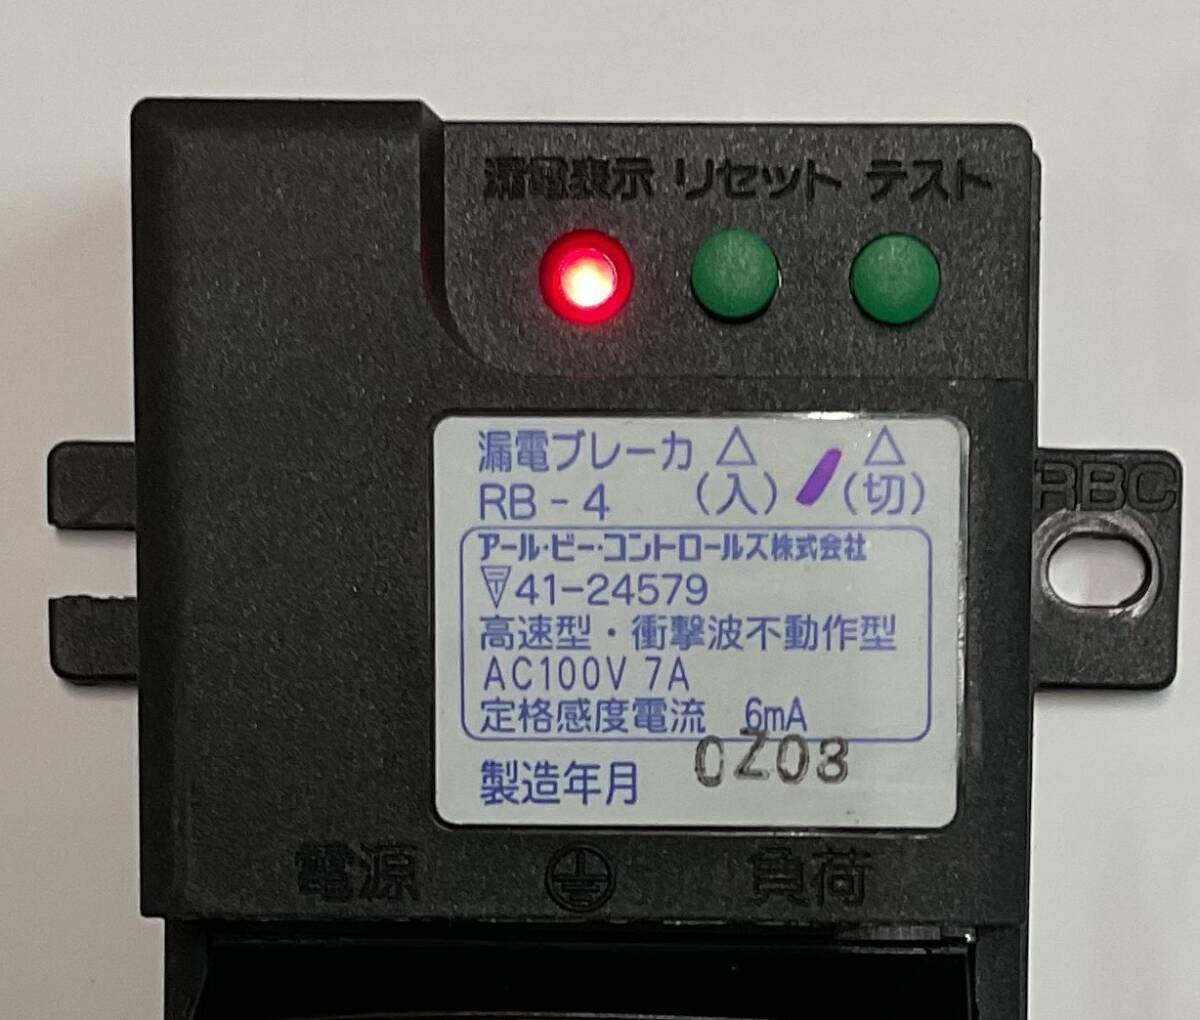 漏電表示 リセット テスト
漏電ブレーカ △ △
RB-4 (入) (切)
RBC
アール・ビー・コントロールズ株式会社
41-24579
高速型・衝撃波不動作型
AC100V 7A
定格感度電流 6mA
製造年月 0Z03
電源 負荷